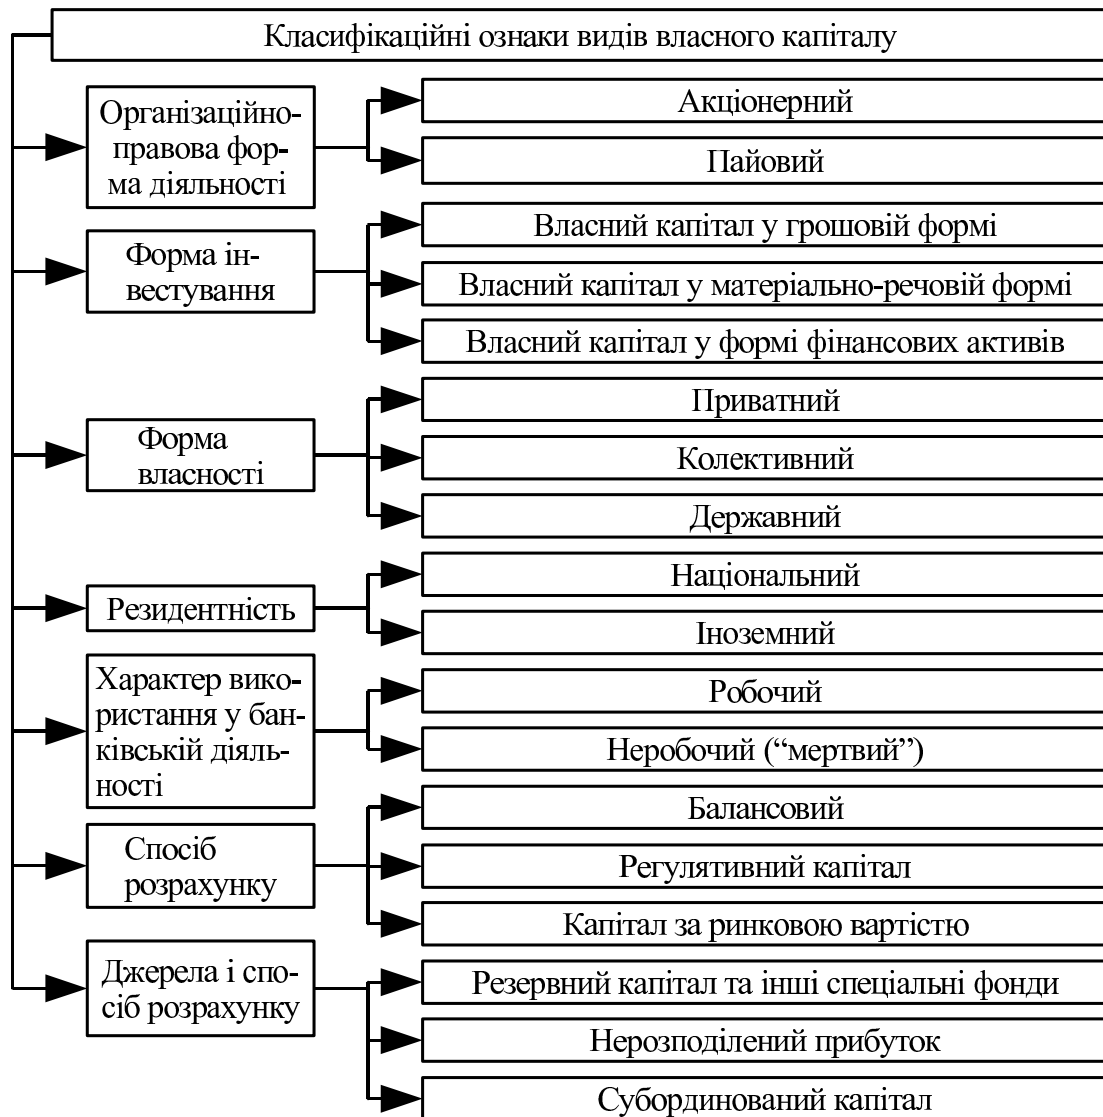 Класифікаційні ознаки видів власного капіталу
Організаційно-
правова фор-
ма діяльності
Акціонерний
Пайовий
Форма ін-
вестування
Власний капітал у грошовій формі
Власний капітал у матеріально-речовій формі
Власний капітал у формі фінансових активів
Форма
власності
Приватний
Колективний
Державний
Резидентність
Національний
Іноземний
Характер вико-
ристання у бан-
ківській діяль-
ності
Робочий
Неробочий (“мертвий”)
Спосіб
розрахунку
Балансовий
Регулятивний капітал
Капітал за ринковою вартістю
Джерела і спо-
сіб розрахунку
Резервний капітал та інші спеціальні фонди
Нерозподілений прибуток
Субординований капітал